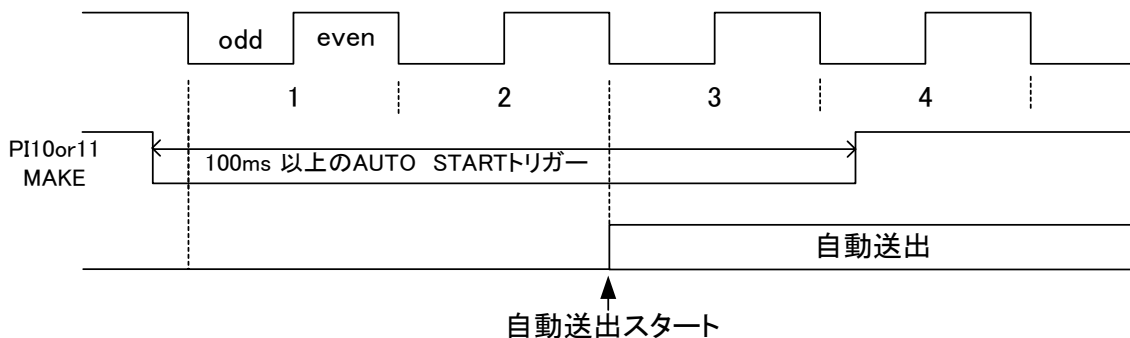 odd even
1 2 3 4
PI10or11
MAKE
100ms 以上のAUTO STARTトリガー
自動送出
自動送出スタート